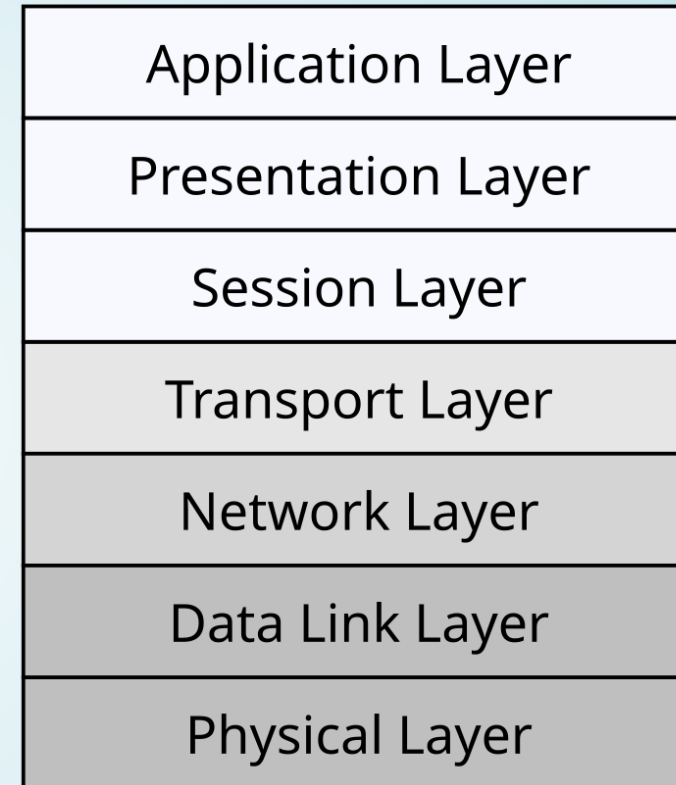 Application Layer
Presentation Layer
Session Layer
Transport Layer
Network Layer
Data Link Layer
Physical Layer